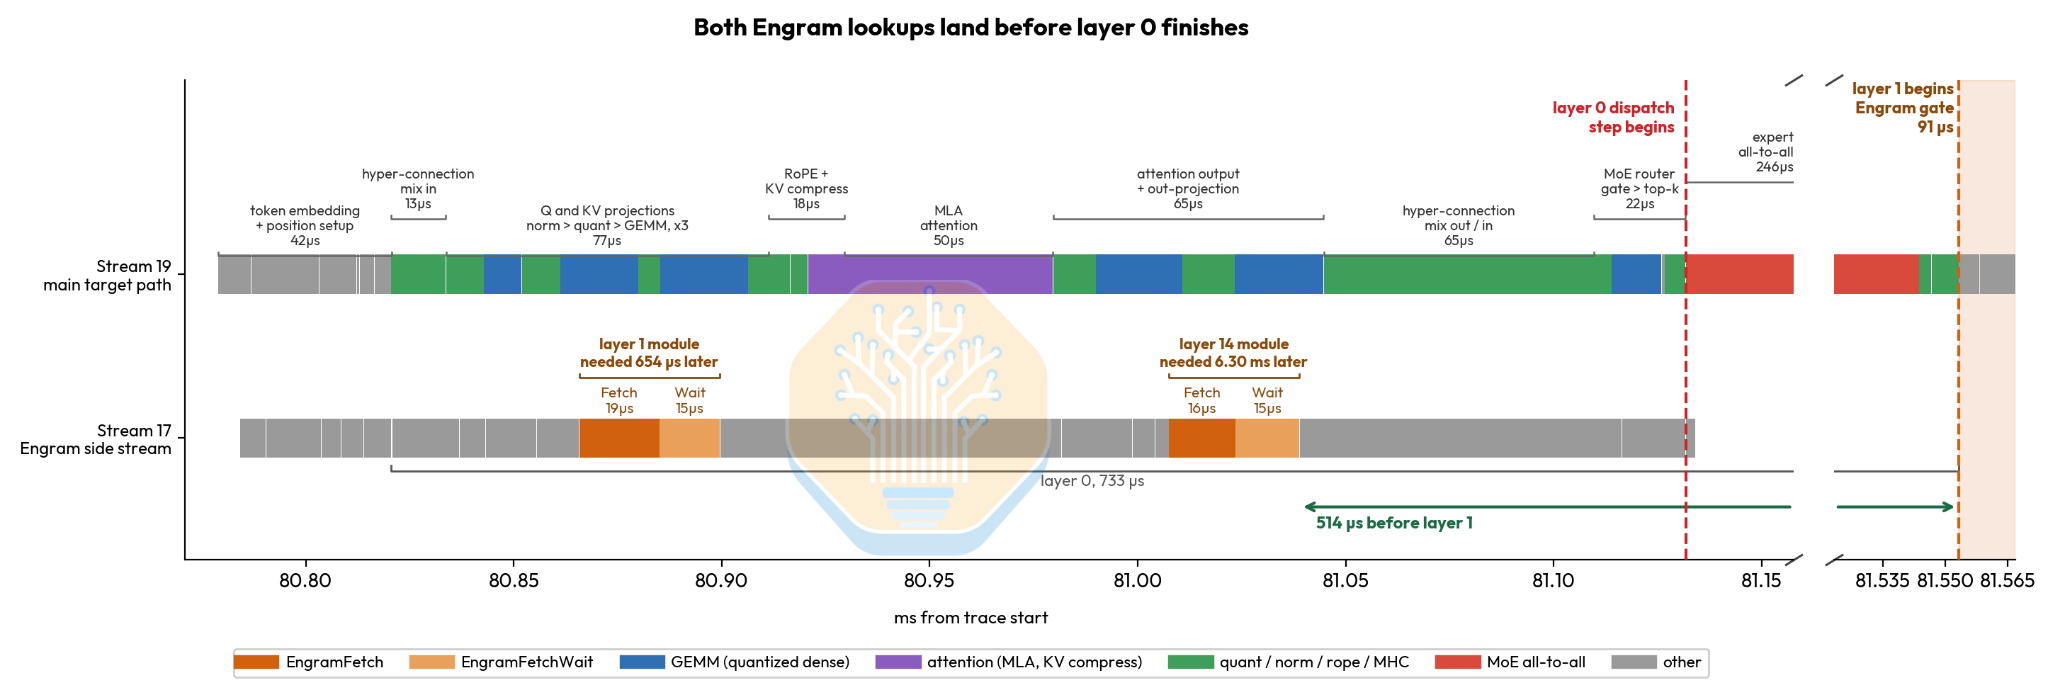 Both Engram lookups land before layer 0 finishes
layer 0 dispatch
step begins
layer 1 begins
Engram gate
91 µs
expert
all-to-all
246µs
hyper-connection
mix in
13µs
RoPE +
KV compress
18µs
attention output
+ out-projection
65µs
MoE router
gate > top-k
22µs
token embedding
+ position setup
42µs
Q and KV projections
norm > quant > GEMM, x3
77µs
MLA
attention
50µs
hyper-connection
mix out / in
65µs
Stream 19
main target path
layer 1 module
needed 654 µs later
Fetch
19µs
Wait
15µs
layer 14 module
needed 6.30 ms later
Fetch
16µs
Wait
15µs
Stream 17
Engram side stream
layer 0, 733 µs
514 µs before layer 1
80.80 80.85 80.90 80.95 81.00 81.05 81.10 81.15 81.535 81.550 81.565
ms from trace start
EngramFetch EngramFetchWait GEMM (quantized dense) attention (MLA, KV compress) quant / norm / rope / MHC MoE all-to-all other